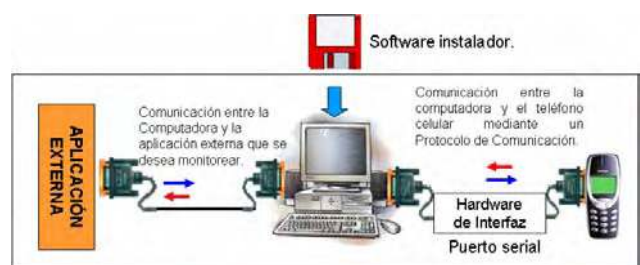 Software instalador.
Comunicación entre la
Computadora y la
aplicación externa que se
desea monitorear.
Comunicación entre la
computadora y el teléfono
celular mediante un
Protocolo de Comunicación.
APLICACIÓN
EXTERNA
Hardware
de Interfaz
Puerto serial